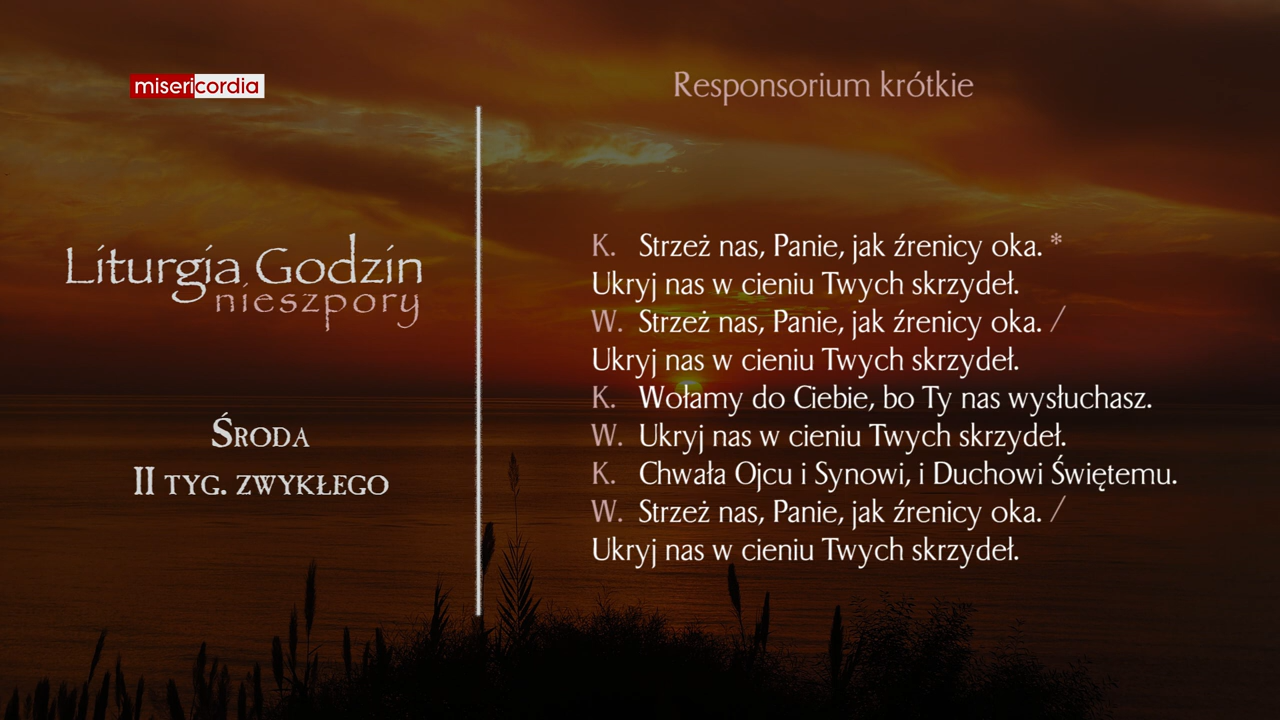 misericordia
Liturgia Godzin
nieszpory
Środa
II tyg. zwykłego
Responsorium krótkie
K. Strzeż nas, Panie, jak źrenicy oka. *
Ukryj nas w cieniu Twych skrzydeł.
W. Strzeż nas, Panie, jak źrenicy oka. /
Ukryj nas w cieniu Twych skrzydeł.
K. Wołamy do Ciebie, bo Ty nas wysłuchasz.
W. Ukryj nas w cieniu Twych skrzydeł.
K. Chwała Ojcu i Synowi, i Duchowi Świętemu.
W. Strzeż nas, Panie, jak źrenicy oka. /
Ukryj nas w cieniu Twych skrzydeł.